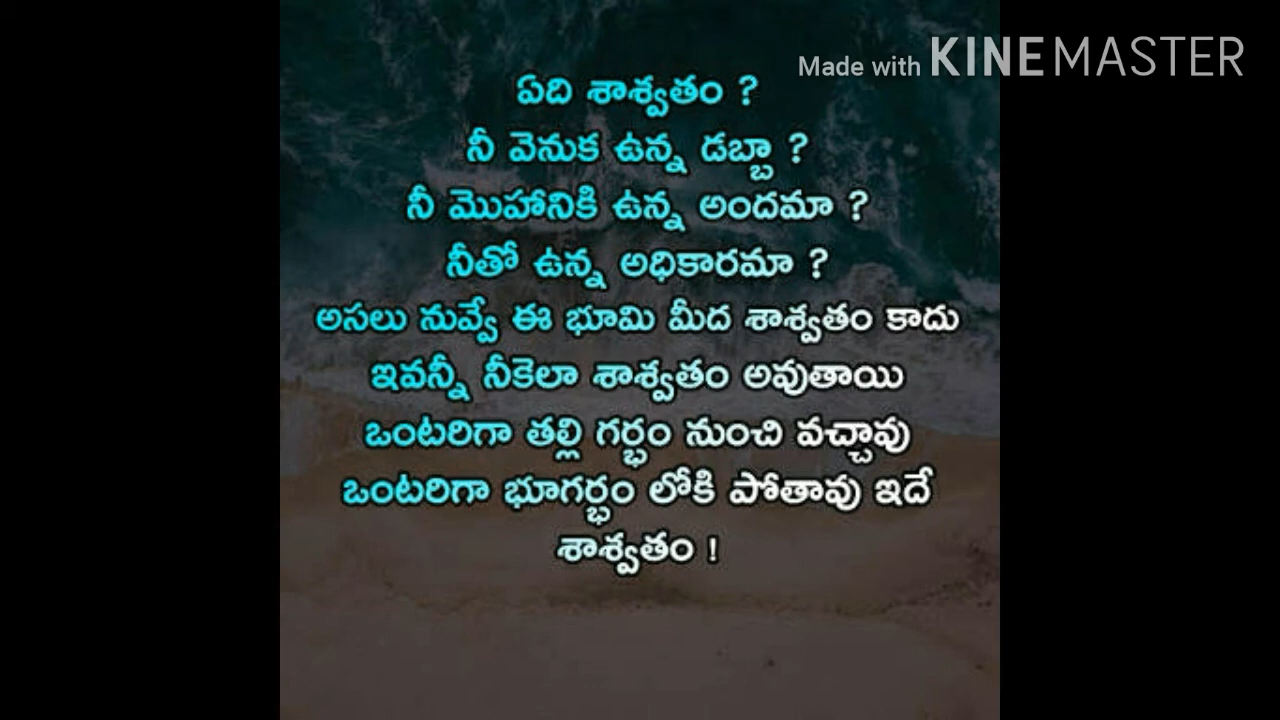 Made with KINEMASTER
ఏది శాశ్వతం ?
నీ వెనుక ఉన్న డబ్బా ?
నీ మొహానికి ఉన్న అందమా ?
నీతో ఉన్న అధికారమా ?
అసలు నువ్వే ఈ భూమి మీద శాశ్వతం కాదు
ఇవన్నీ నీకెలా శాశ్వతం అవుతాయి
ఒంటరిగా తల్లి గర్భం నుంచి వచ్చావు
ఒంటరిగా భూగర్భం లోకి పోతావు ఇదే
శాశ్వతం !